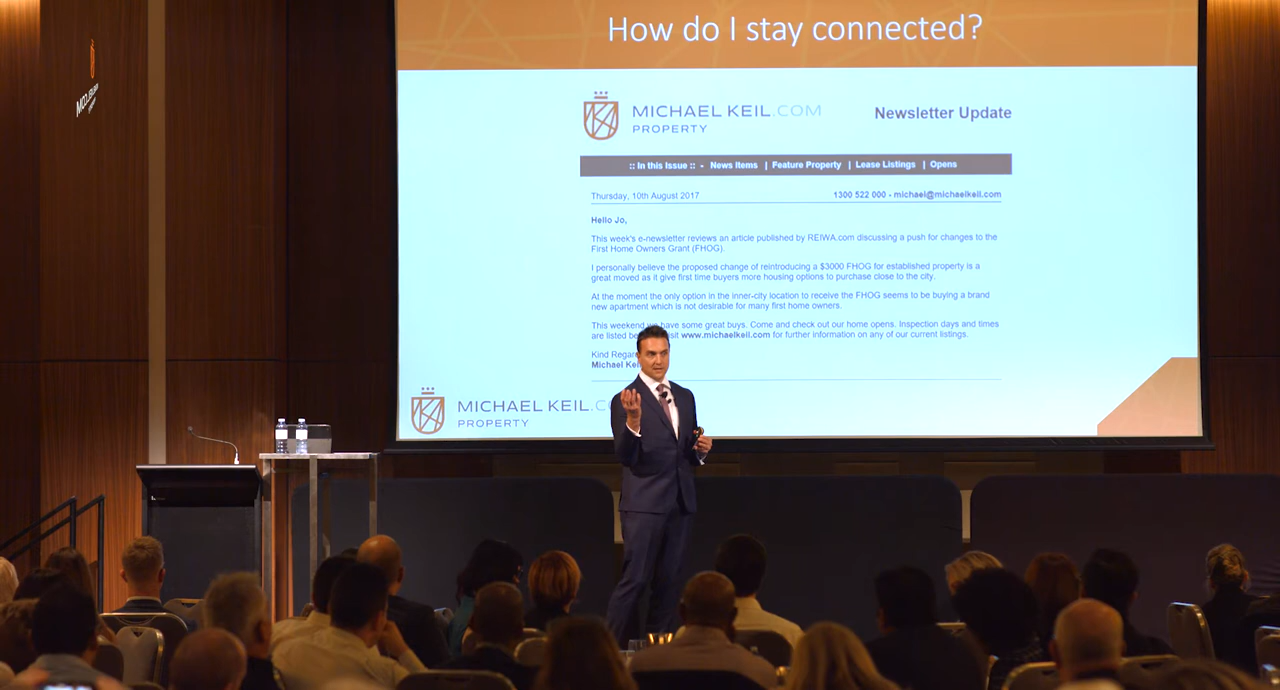 How do I stay connected?
MICHAEL KEIL.COM
PROPERTY
Newsletter Update
:: In this Issue :: - News Items | Feature Property | Lease Listings | Opens
Thursday, 10th August 2017
1300 522 000 - michael@michaelkeil.com
Hello Jo,
This week's e-newsletter reviews an article published by REIWA.com discussing a push for changes to the
First Home Owners Grant (FHOG).
I personally believe the proposed change of reintroducing a $3000 FHOG for established property is a
great moved as it give first time buyers more housing options to purchase close to the city.
At the moment the only option in the inner-city location to receive the FHOG seems to be buying a brand
new apartment which is not desirable for many first home owners.
This weekend we have some great buys. Come and check out our home opens. Inspection days and times
are listed be sit www.michaelkeil.com for further information on any of our current listings.
Kind Regar
Michael Kei
MICHAEL KEIL.C
PROPERTY